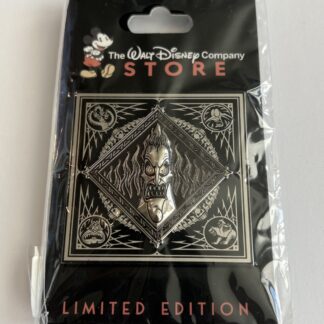 The WALT DISNEY Company
STORE
LIMITED EDITION